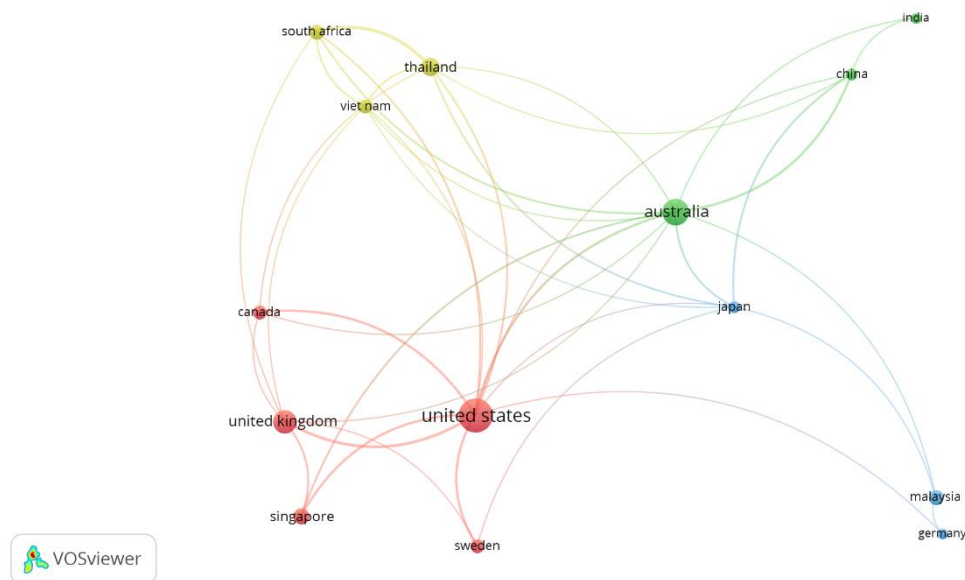 india
south africa
thailand
china
viet nam
australia
canada
japan
united kingdom
united states
malaysia
singapore
germany
sweden
VOSviewer